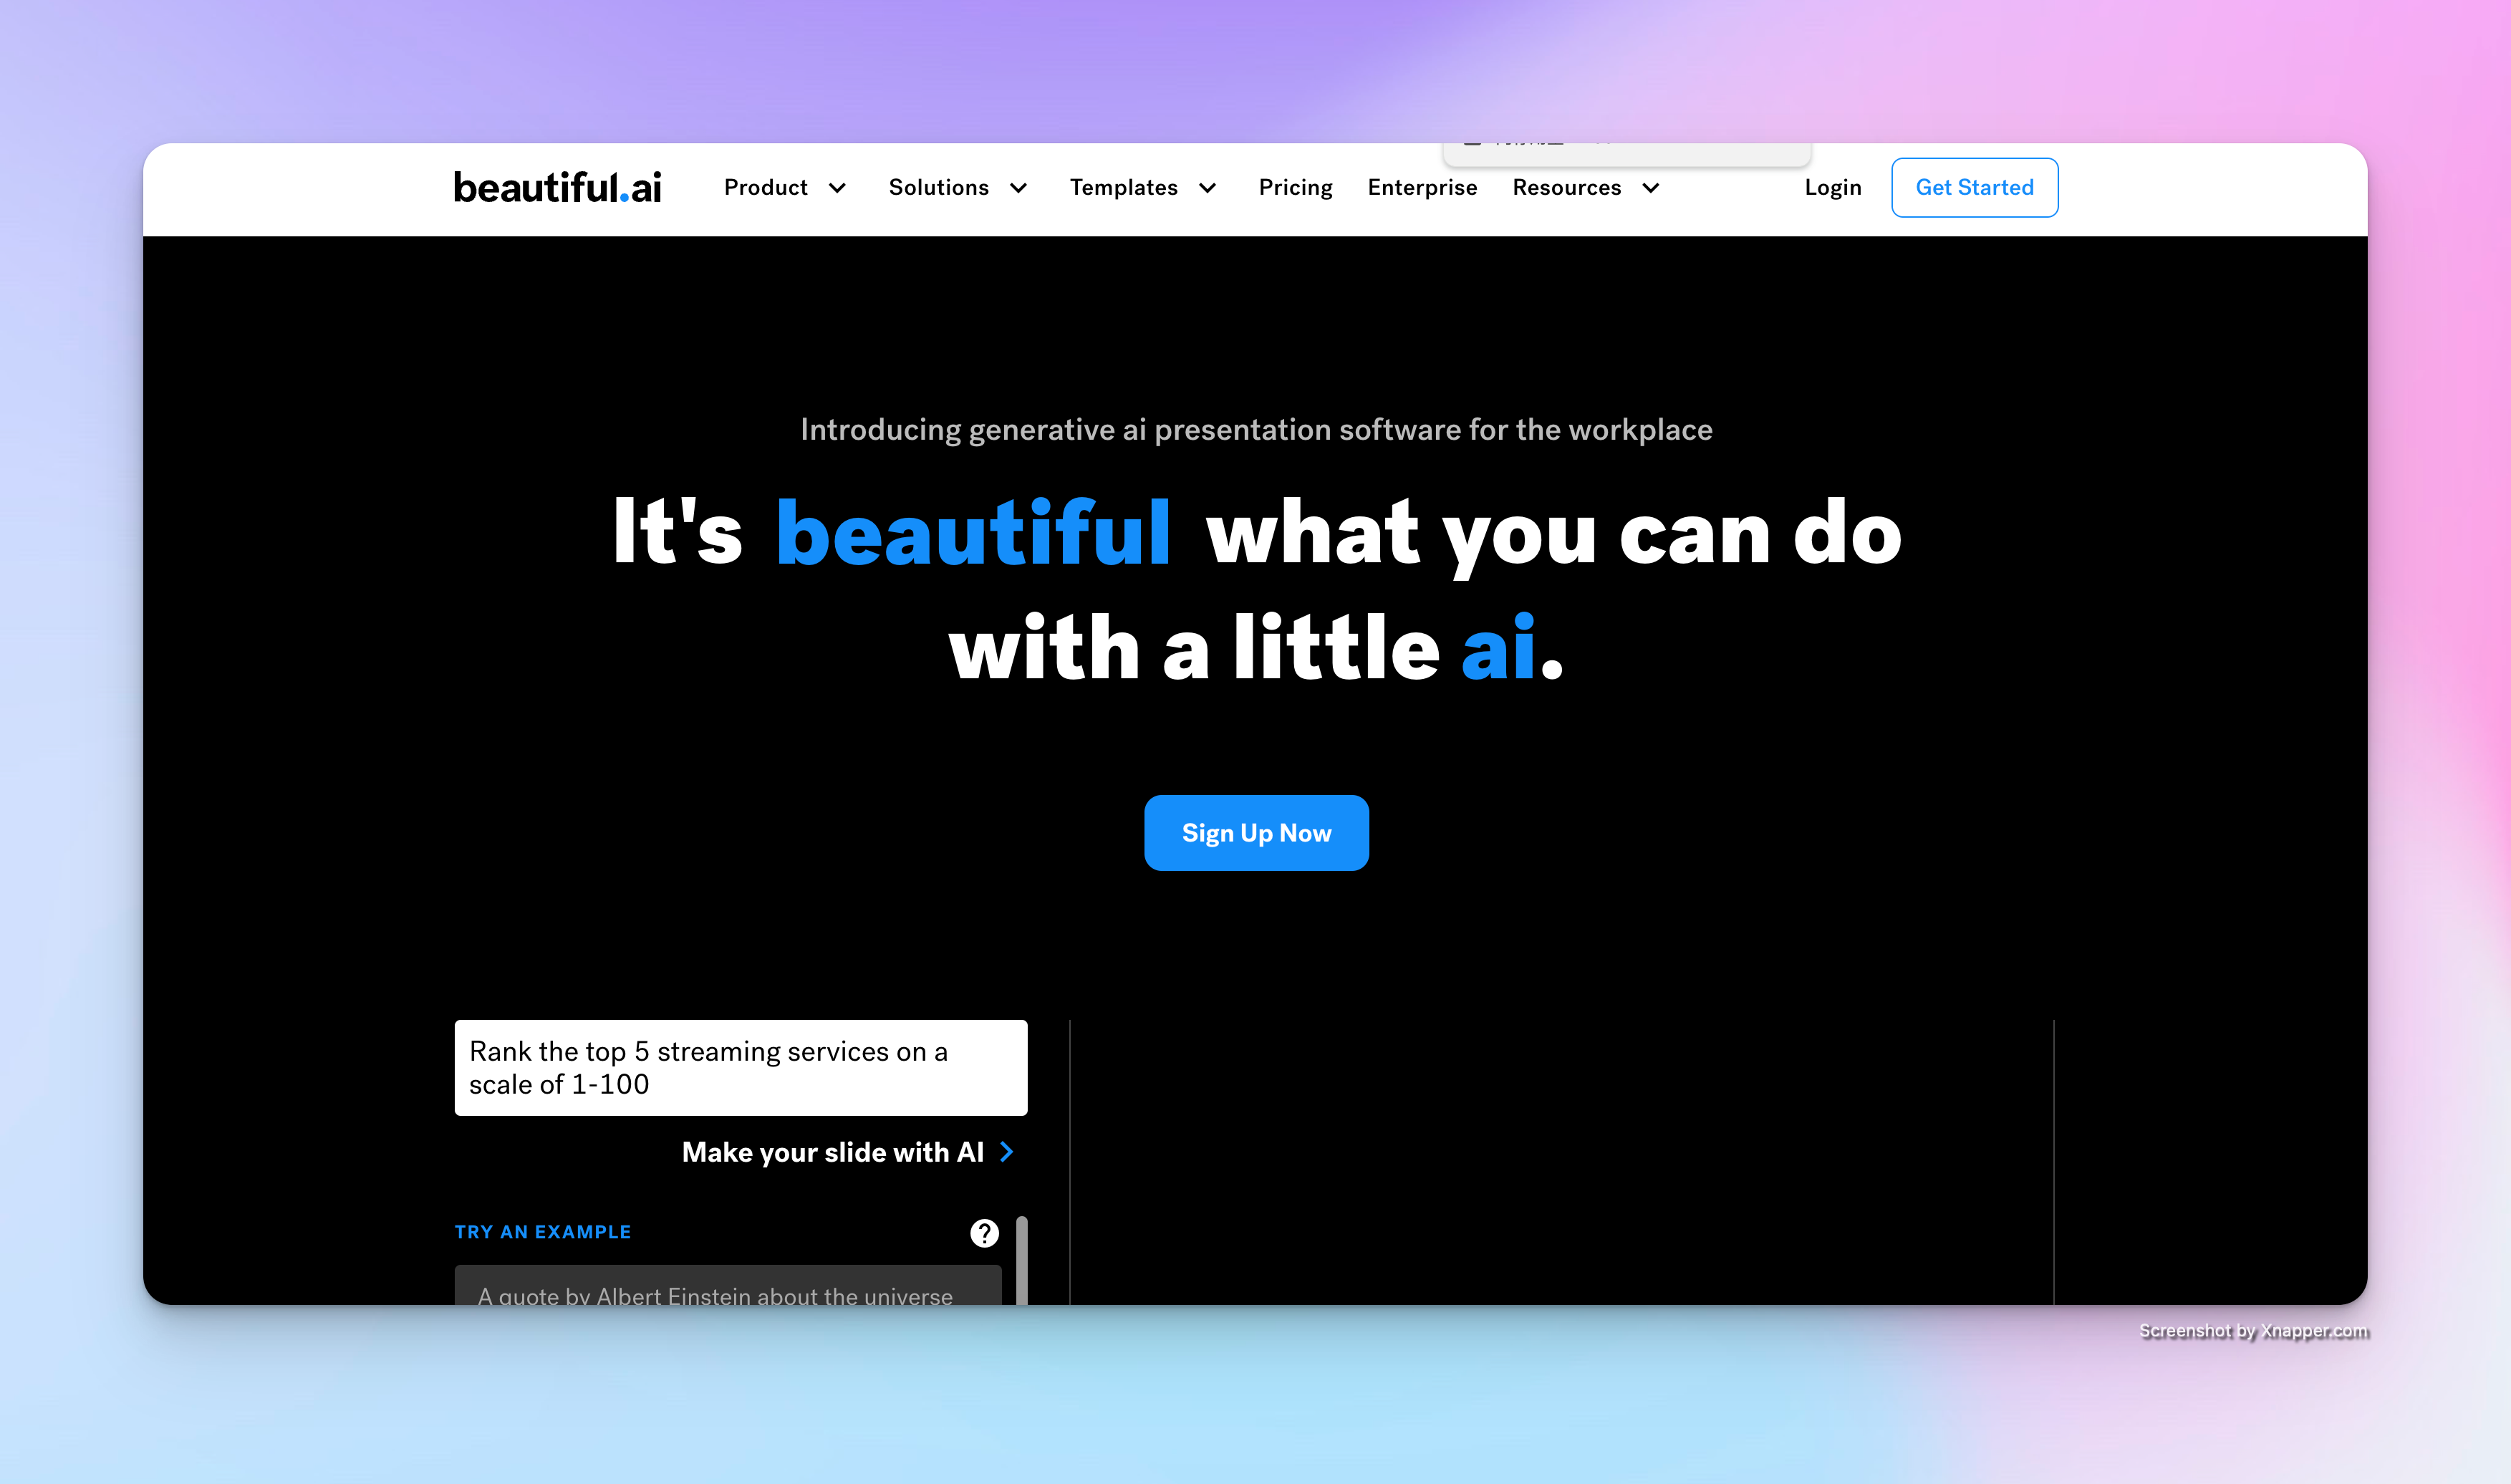 beautiful.ai Product Solutions Templates Pricing Enterprise Resources Login Get Started
Introducing generative ai presentation software for the workplace
It's beautiful what you can do
with a little ai.
Sign Up Now
Rank the top 5 streaming services on a
scale of 1-100
Make your slide with AI
TRY AN EXAMPLE ?
A quote by Albert Einstein about the universe
Screenshot by Xnapper.com